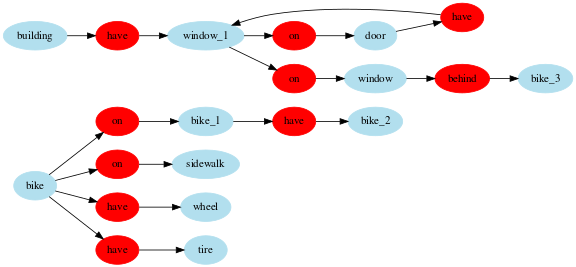 have
building have window_1 on door
on window behind bike_3
on bike_1 have bike_2
on sidewalk
bike
have wheel
have tire